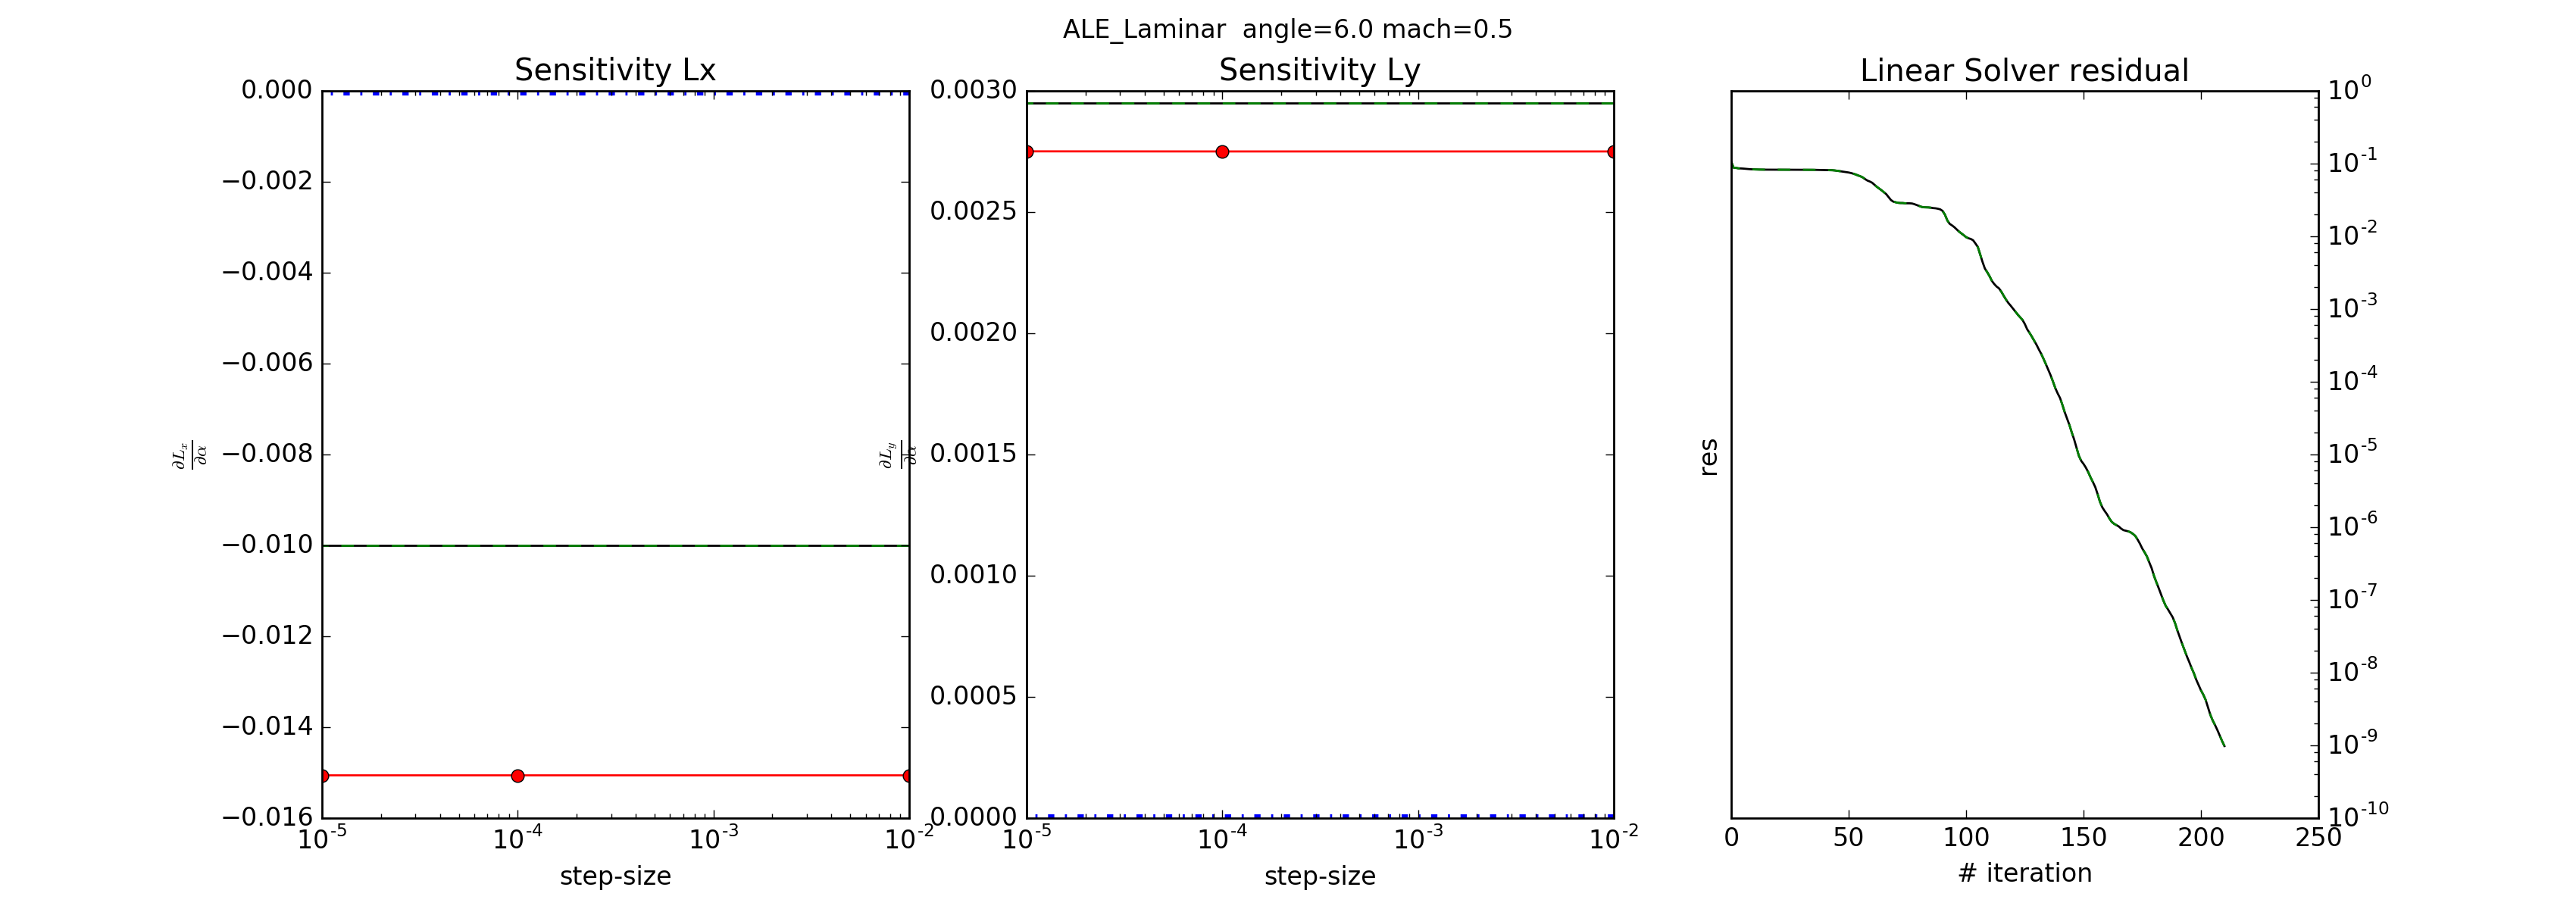 ALE_Laminar  angle=6.0 mach=0.5
Sensitivity Lx
0.000
−0.002
−0.004
−0.006
−0.008
−0.010
−0.012
−0.014
−0.016
∂Lₓ/∂α
10^-5 10^-4 10^-3 10^-2
step-size
Sensitivity Ly
0.0030
0.0025
0.0020
0.0015
0.0010
0.0005
0.0000
∂L_y/∂α
10^-5 10^-4 10^-3 10^-2
step-size
Linear Solver residual
res
10^0
10^-1
10^-2
10^-3
10^-4
10^-5
10^-6
10^-7
10^-8
10^-9
10^-10
0 50 100 150 200 250
# iteration